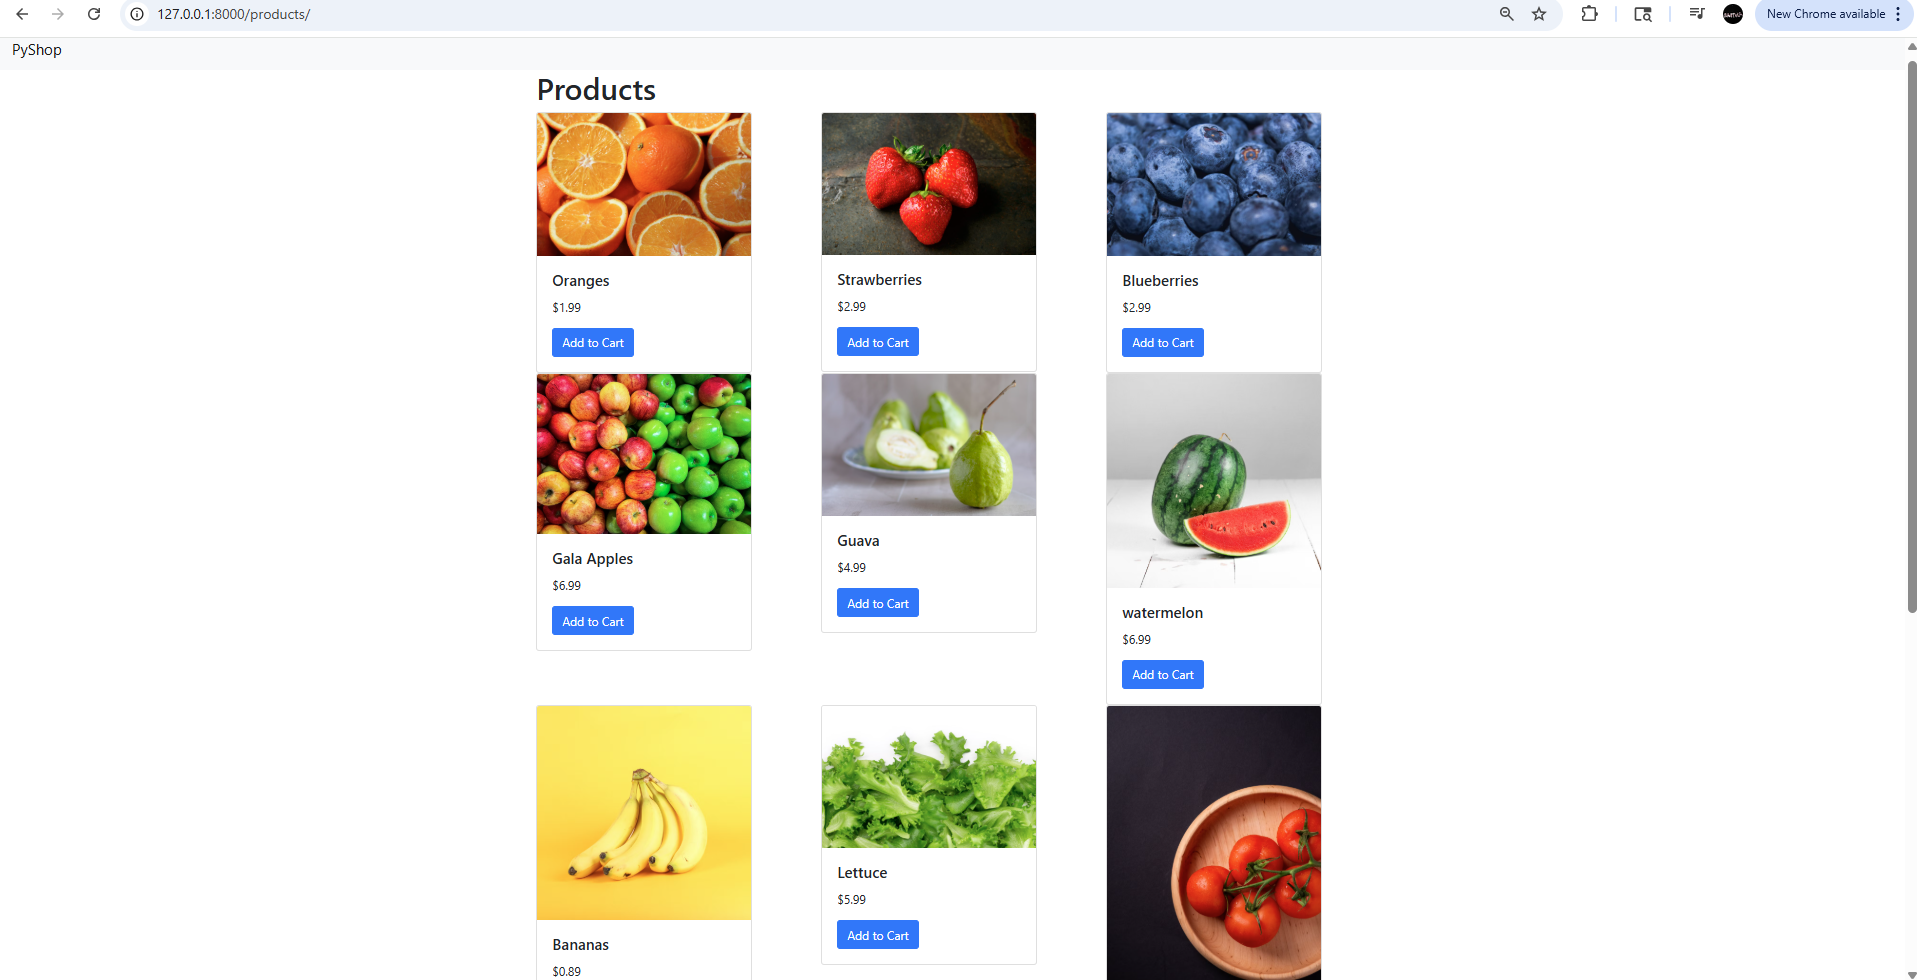 127.0.0.1:8000/products/
New Chrome available
PyShop
Products
Oranges
$1.99
Add to Cart
Strawberries
$2.99
Add to Cart
Blueberries
$2.99
Add to Cart
Gala Apples
$6.99
Add to Cart
Guava
$4.99
Add to Cart
watermelon
$6.99
Add to Cart
Bananas
$0.89
Lettuce
$5.99
Add to Cart